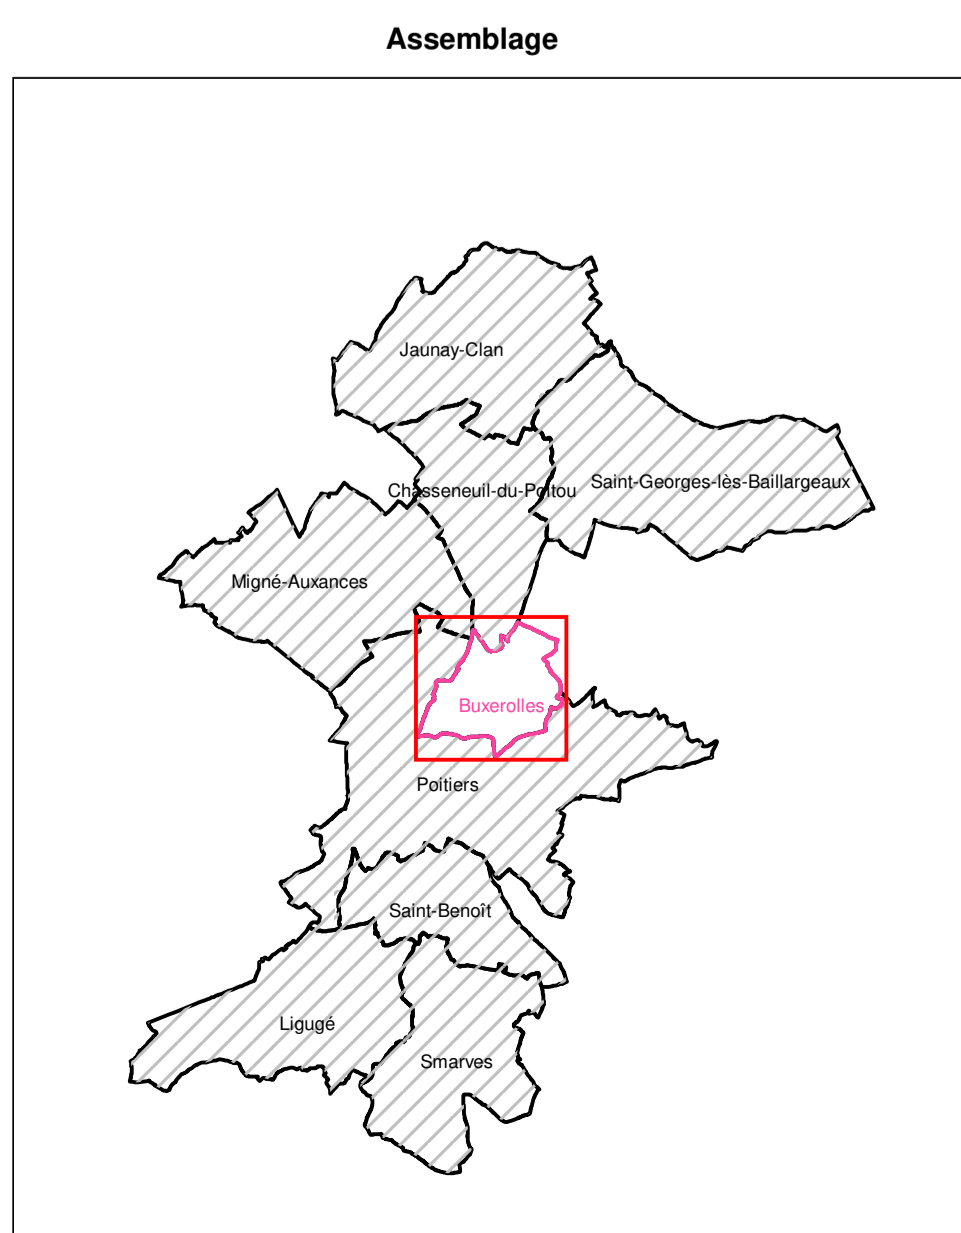 Assemblage
Jaunay-Clan
Saint-Georges-lès-Baillargeaux
Chasseneuil-du-Poitou
Migné-Auxances
Buxerolles
Poitiers
Saint-Benoît
Ligugé
Smarves